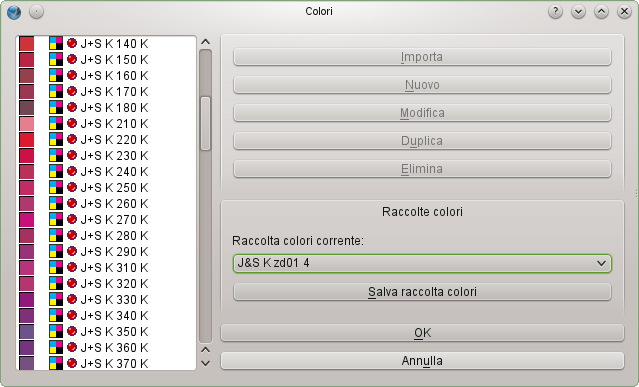 Colori
J+S K 140 K
J+S K 150 K
J+S K 160 K
J+S K 170 K
J+S K 180 K
J+S K 210 K
J+S K 220 K
J+S K 230 K
J+S K 240 K
J+S K 250 K
J+S K 260 K
J+S K 270 K
J+S K 280 K
J+S K 290 K
J+S K 310 K
J+S K 320 K
J+S K 330 K
J+S K 340 K
J+S K 350 K
J+S K 360 K
J+S K 370 K
Importa
Nuovo
Modifica
Duplica
Elimina
Raccolte colori
Raccolta colori corrente:
J&S K zd01 4
Salva raccolta colori
OK
Annulla